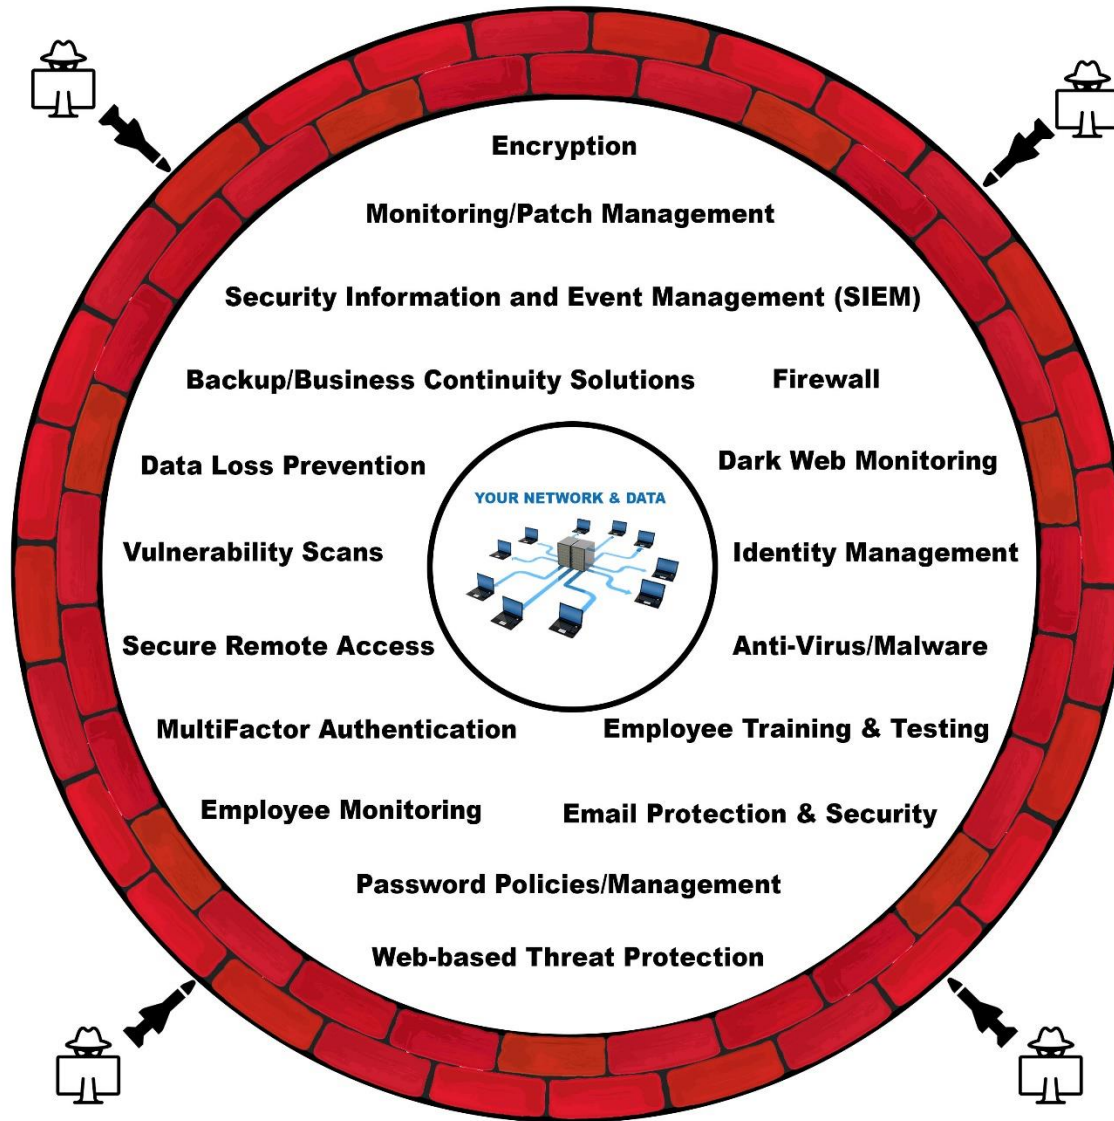 Encryption
Monitoring/Patch Management
Security Information and Event Management (SIEM)
Backup/Business Continuity Solutions
Firewall
Data Loss Prevention
Dark Web Monitoring
YOUR NETWORK & DATA
Vulnerability Scans
Identity Management
Secure Remote Access
Anti-Virus/Malware
MultiFactor Authentication
Employee Training & Testing
Employee Monitoring
Email Protection & Security
Password Policies/Management
Web-based Threat Protection